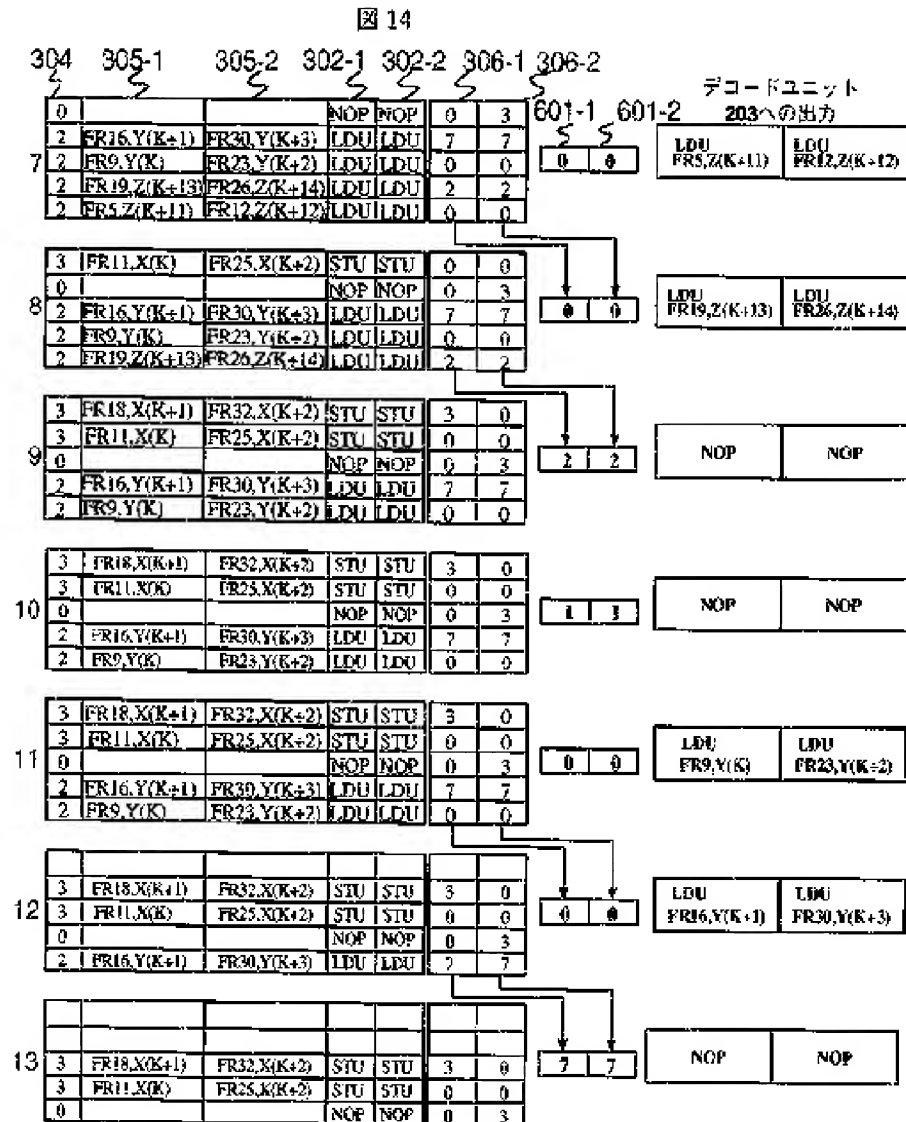 図 14
304 305-1 305-2 302-1 302-2 306-1 306-2
デコードユニット
203への出力
601-1 601-2
7
0 NOP NOP 0 3
2 FR16,Y(K+1) FR30,Y(K+3) LDU LDU 7 7
2 FR9,Y(K) FR23,Y(K+2) LDU LDU 0 0
2 FR19,Z(K+13) FR26,Z(K+14) LDU LDU 2 2
2 FR5,Z(K+11) FR12,Z(K+12) LDU LDU 0 0
0 0
LDU LDU
FR5,Z(K+11) FR12,Z(K+12)
8
3 FR11,X(K) FR25,X(K+2) STU STU 0 0
0 NOP NOP 0 3
2 FR16,Y(K+1) FR30,Y(K+3) LDU LDU 7 7
2 FR9,Y(K) FR23,Y(K+2) LDU LDU 0 0
2 FR19,Z(K+13) FR26,Z(K+14) LDU LDU 2 2
0 0
LDU LDU
FR19,Z(K+13) FR26,Z(K+14)
9
3 FR18,X(K+1) FR32,X(K+2) STU STU 3 0
3 FR11,X(K) FR25,X(K+2) STU STU 0 0
0 NOP NOP 0 3
2 FR16,Y(K+1) FR30,Y(K+3) LDU LDU 7 7
2 FR9,Y(K) FR23,Y(K+2) LDU LDU 0 0
2 2
NOP NOP
10
3 FR18,X(K+1) FR32,X(K+2) STU STU 3 0
3 FR11,X(K) FR25,X(K+2) STU STU 0 0
0 NOP NOP 0 3
2 FR16,Y(K+1) FR30,Y(K+3) LDU LDU 7 7
2 FR9,Y(K) FR23,Y(K+2) LDU LDU 0 0
NOP NOP
11
3 FR18,X(K+1) FR32,X(K+2) STU STU 3 0
3 FR11,X(K) FR25,X(K+2) STU STU 0 0
0 NOP NOP 0 3
2 FR16,Y(K+1) FR30,Y(K+3) LDU LDU 7 7
2 FR9,Y(K) FR23,Y(K+2) LDU LDU 0 0
0 0
LDU LDU
FR9,Y(K) FR23,Y(K+2)
12
3 FR18,X(K+1) FR32,X(K+2) STU STU 3 0
3 FR11,X(K) FR25,X(K+2) STU STU 0 0
0 NOP NOP 0 3
2 FR16,Y(K+1) FR30,Y(K+3) LDU LDU 7 7
0 0
LDU LDU
FR16,Y(K+1) FR30,Y(K+3)
13
3 FR18,X(K+1) FR32,X(K+2) STU STU 3 0
3 FR11,X(K) FR25,X(K+2) STU STU 0 0
0 NOP NOP 0 3
7 7
NOP NOP